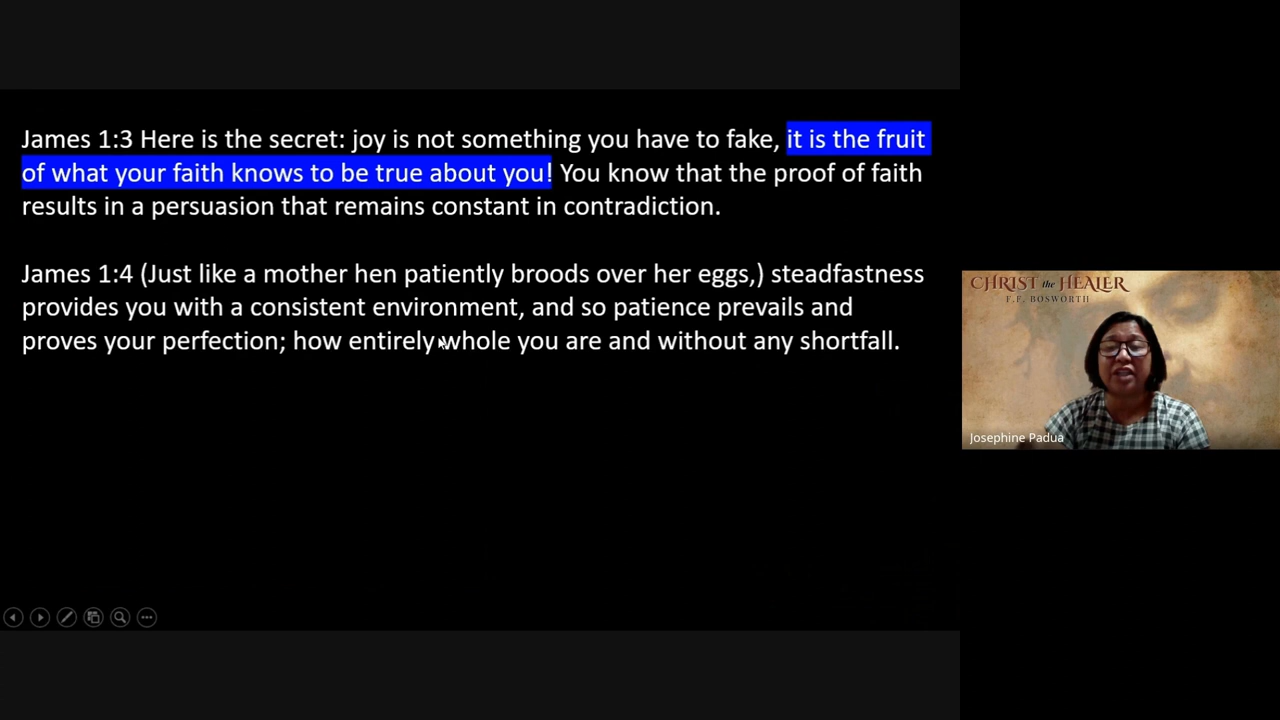 James 1:3 Here is the secret: joy is not something you have to fake, it is the fruit
of what your faith knows to be true about you! You know that the proof of faith
results in a persuasion that remains constant in contradiction.
James 1:4 (Just like a mother hen patiently broods over her eggs,) steadfastness
provides you with a consistent environment, and so patience prevails and
proves your perfection; how entirely whole you are and without any shortfall.
CHRIST the HEALER
F.F. BOSWORTH
Josephine Padua